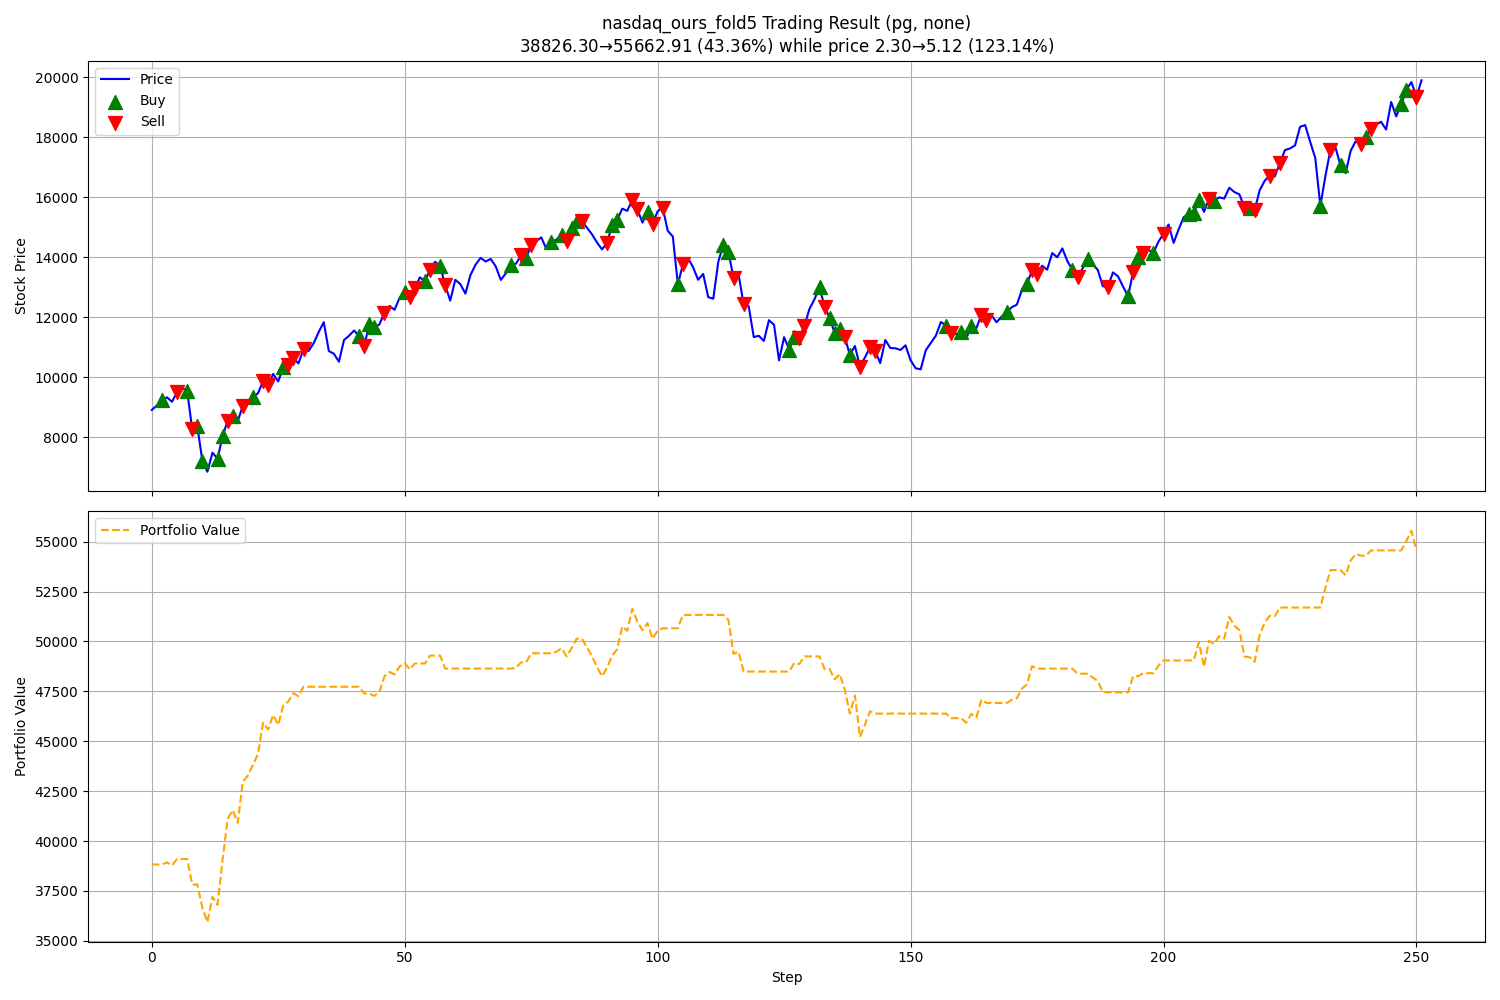 nasdaq_ours_fold5 Trading Result (pg, none)
38826.30→55662.91 (43.36%) while price 2.30→5.12 (123.14%)
Price
Buy
Sell
20000
18000
16000
14000
12000
10000
8000
Stock Price
Portfolio Value
55000
52500
50000
47500
45000
42500
40000
37500
35000
Portfolio Value
0 50 100 150 200 250
Step